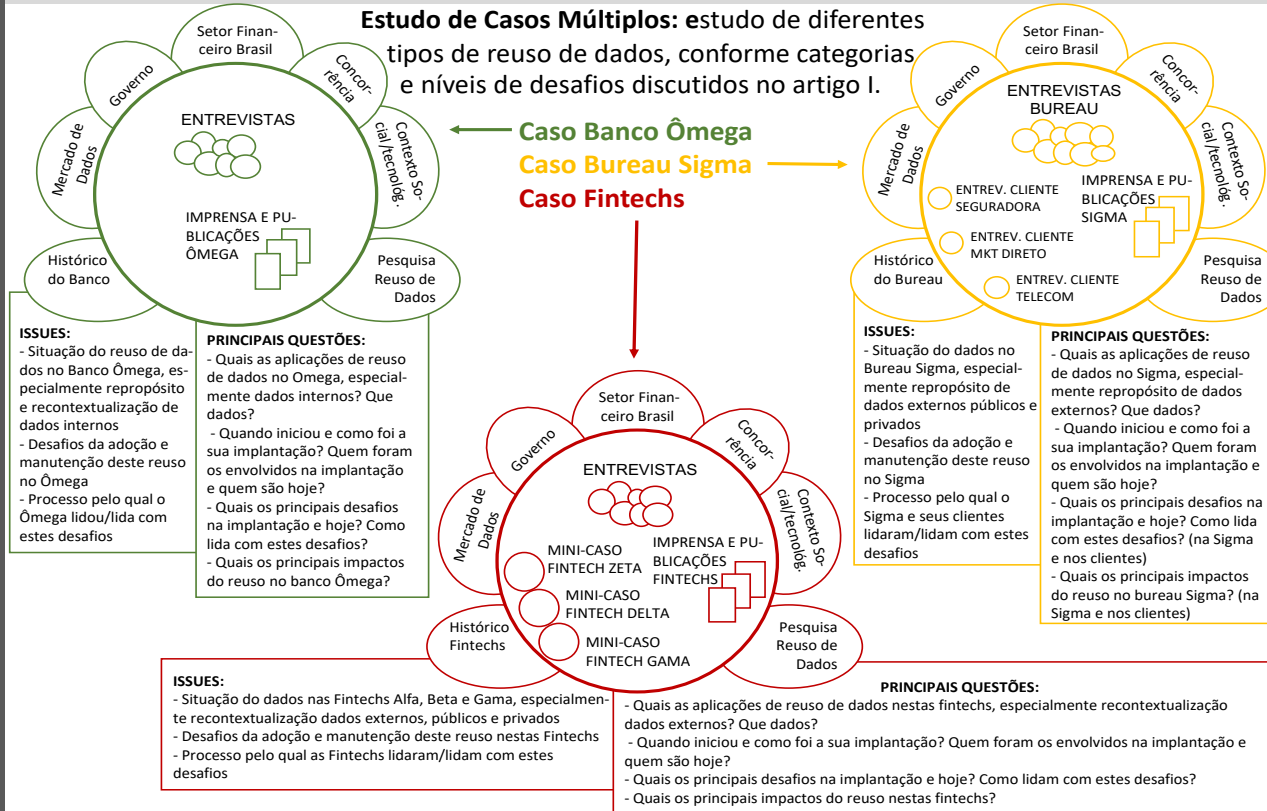 Estudo de Casos Múltiplos: estudo de diferentes
tipos de reuso de dados, conforme categorias
e níveis de desafios discutidos no artigo I.
Caso Banco Ômega
Caso Bureau Sigma
Caso Fintechs
Mercado de
Dados
Governo
Setor Finan-
ceiro Brasil
Concor-
rência
Contexto So-
cial/tecnológ.
ENTREVISTAS
IMPRENSA E PU-
BLICAÇÕES
ÔMEGA
Histórico
do Banco
Pesquisa
Reuso de
Dados
ISSUES:
- Situação do reuso de da-
dos no Banco Ômega, es-
pecialmente repropósito
e recontextualização de
dados internos
- Desafios da adoção e
manutenção deste reuso
no Ômega
- Processo pelo qual o
Ômega lidou/lida com
estes desafios
PRINCIPAIS QUESTÕES:
- Quais as aplicações de reuso
de dados no Omega, especial-
mente dados internos? Que
dados?
- Quando iniciou e como foi a
sua implantação? Quem foram
os envolvidos na implantação
e quem são hoje?
- Quais os principais desafios
na implantação e hoje? Como
lida com estes desafios?
- Quais os principais impactos
do reuso no banco Ômega?
Mercado de
Dados
Governo
Setor Finan-
ceiro Brasil
Concor-
rência
Contexto So-
cial/tecnológ.
ENTREVISTAS
BUREAU
ENTREV. CLIENTE
SEGURADORA
ENTREV. CLIENTE
MKT DIRETO
ENTREV. CLIENTE
TELECOM
IMPRENSA E PU-
BLICAÇÕES
SIGMA
Histórico
do Bureau
Pesquisa
Reuso de
Dados
ISSUES:
- Situação do dados no
Bureau Sigma, especial-
mente repropósito de
dados externos públicos e
privados
- Desafios da adoção e
manutenção deste reuso
no Sigma
- Processo pelo qual o
Sigma e seus clientes
lidaram/lidam com estes
desafios
PRINCIPAIS QUESTÕES:
- Quais as aplicações de reuso
de dados no Sigma, especial-
mente repropósito de dados
externos? Que dados?
- Quando iniciou e como foi a
sua implantação? Quem foram
os envolvidos na implantação e
quem são hoje?
- Quais os principais desafios na
implantação e hoje? Como lida
com estes desafios? (na Sigma
e nos clientes)
- Quais os principais impactos
do reuso no bureau Sigma? (na
Sigma e nos clientes)
Mercado de
Dados
Governo
Setor Finan-
ceiro Brasil
Concor-
rência
Contexto So-
cial/tecnológ.
ENTREVISTAS
MINI-CASO
FINTECH ZETA
MINI-CASO
FINTECH DELTA
MINI-CASO
FINTECH GAMA
IMPRENSA E PU-
BLICAÇÕES
FINTECHS
Histórico
Fintechs
Pesquisa
Reuso de
Dados
ISSUES:
- Situação do dados nas Fintechs Alfa, Beta e Gama, especialmen-
te recontextualização dados externos, públicos e privados
- Desafios da adoção e manutenção deste reuso nestas Fintechs
- Processo pelo qual as Fintechs lidaram/lidam com estes
desafios
PRINCIPAIS QUESTÕES:
- Quais as aplicações de reuso de dados nestas fintechs, especialmente recontextualização
dados externos? Que dados?
- Quando iniciou e como foi a sua implantação? Quem foram os envolvidos na implantação e
quem são hoje?
- Quais os principais desafios na implantação e hoje? Como lidam com estes desafios?
- Quais os principais impactos do reuso nestas fintechs?